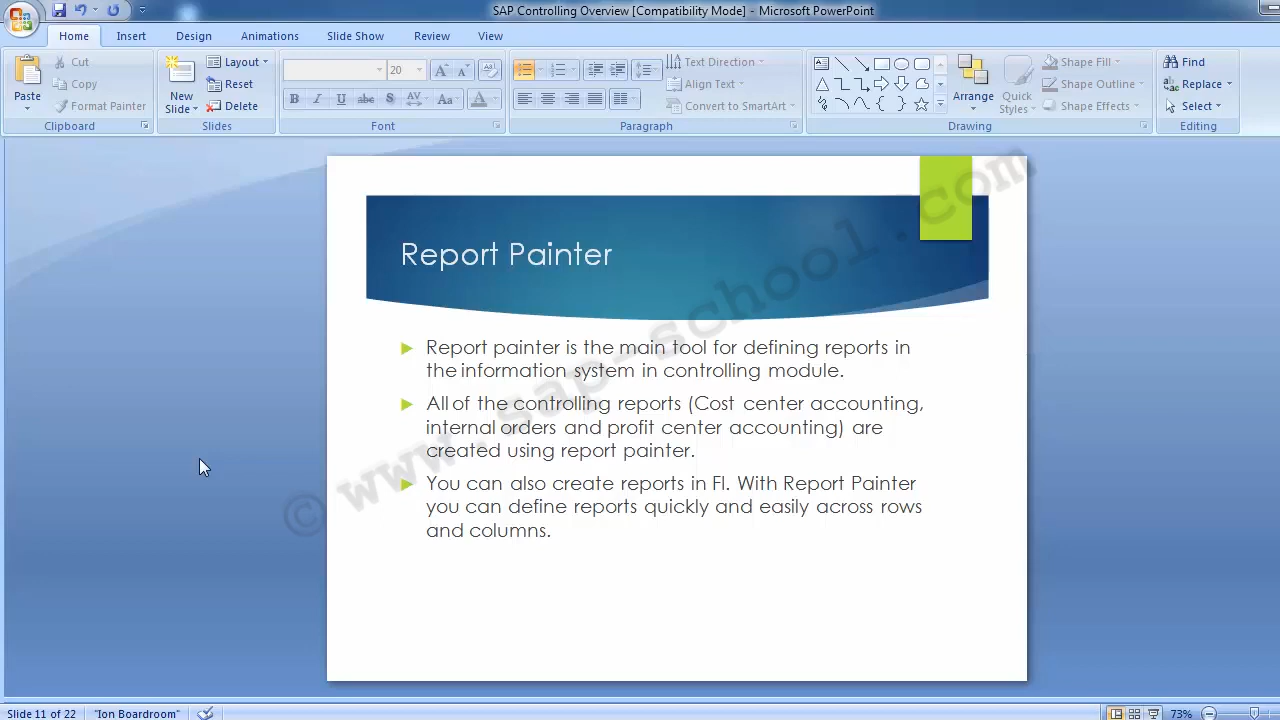 SAP Controlling Overview [Compatibility Mode] - Microsoft PowerPoint
Home Insert Design Animations Slide Show Review View
Paste
Cut
Copy
Format Painter
Clipboard
New
Slide
Layout
Reset
Delete
Slides
20
Font
Text Direction
Align Text
Convert to SmartArt
Paragraph
Arrange
Quick
Styles
Shape Fill
Shape Outline
Shape Effects
Drawing
Find
Replace
Select
Editing
Report Painter
Report painter is the main tool for defining reports in
the information system in controlling module.
All of the controlling reports (Cost center accounting,
internal orders and profit center accounting) are
created using report painter.
You can also create reports in FI. With Report Painter
you can define reports quickly and easily across rows
and columns.
© www.sap-school.com
Slide 11 of 22 "Ion Boardroom" 73%